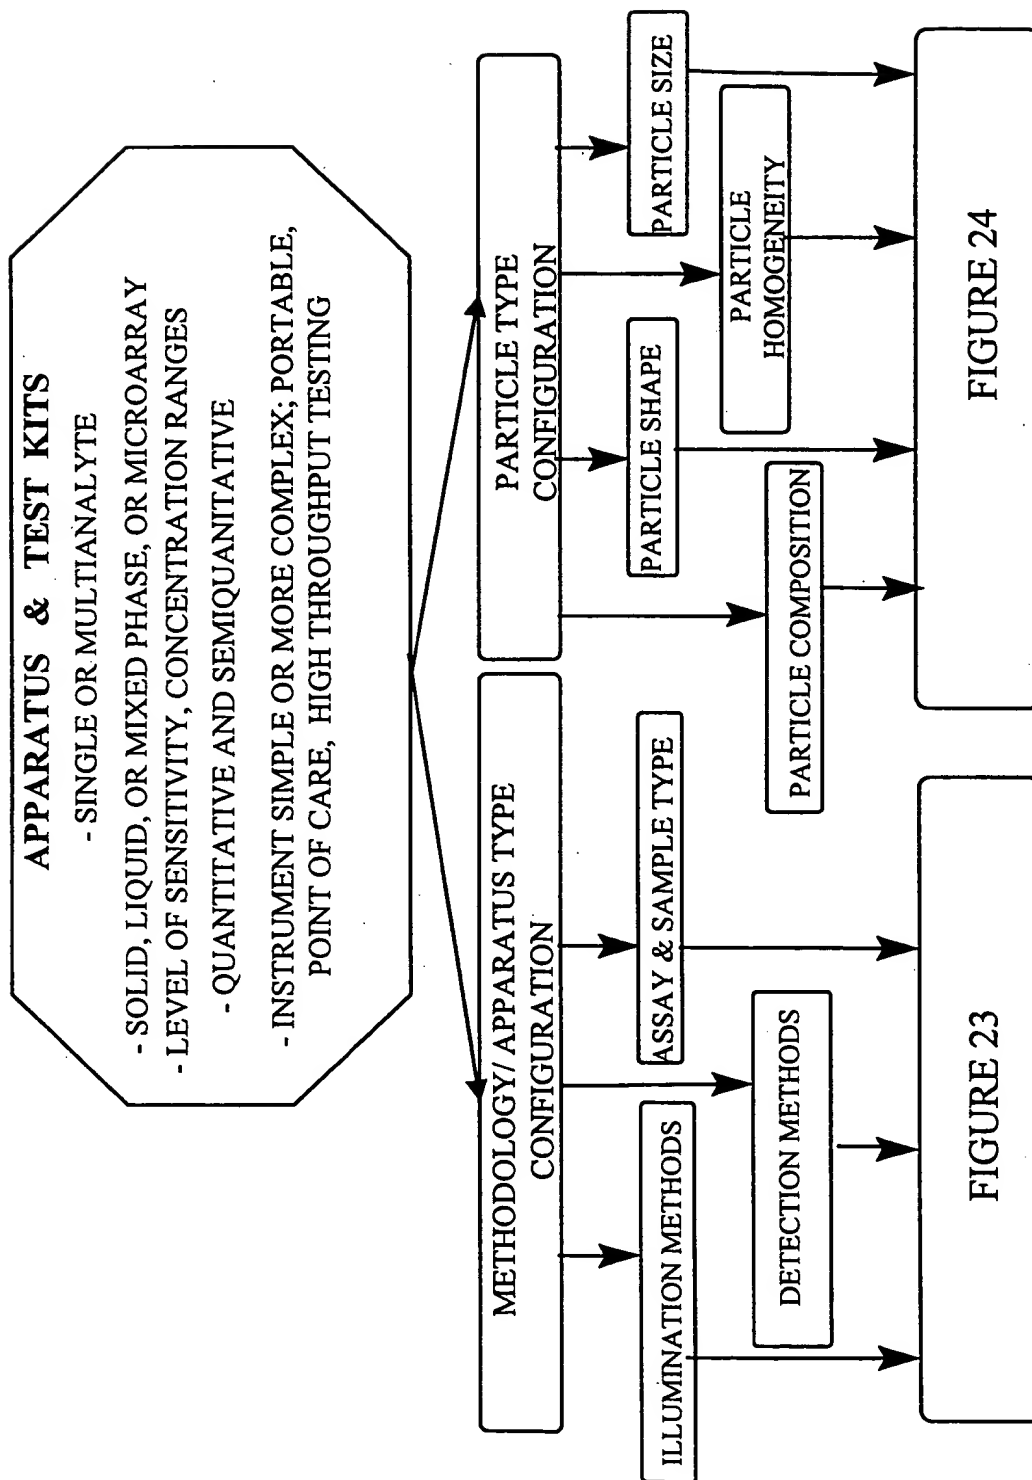 APPARATUS & TEST KITS
- SINGLE OR MULTIANALYTE
- SOLID, LIQUID, OR MIXED PHASE, OR MICROARRAY
- LEVEL OF SENSITIVITY, CONCENTRATION RANGES
- QUANTITATIVE AND SEMIQUANITATIVE
- INSTRUMENT SIMPLE OR MORE COMPLEX; PORTABLE,
POINT OF CARE, HIGH THROUGHPUT TESTING
METHODOLOGY/ APPARATUS TYPE
CONFIGURATION
ILLUMINATION METHODS
DETECTION METHODS
ASSAY & SAMPLE TYPE
FIGURE 23
PARTICLE TYPE
CONFIGURATION
PARTICLE COMPOSITION
PARTICLE SHAPE
PARTICLE
HOMOGENEITY
PARTICLE SIZE
FIGURE 24